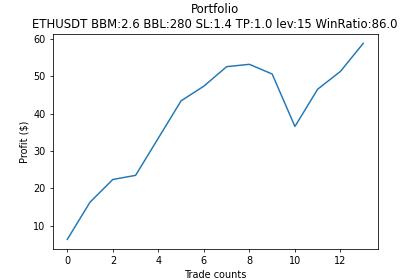 Portfolio
ETHUSDT BBM:2.6 BBL:280 SL:1.4 TP:1.0 lev:15 WinRatio:86.0
60
50
40
30
20
10
Profit ($)
0 2 4 6 8 10 12
Trade counts